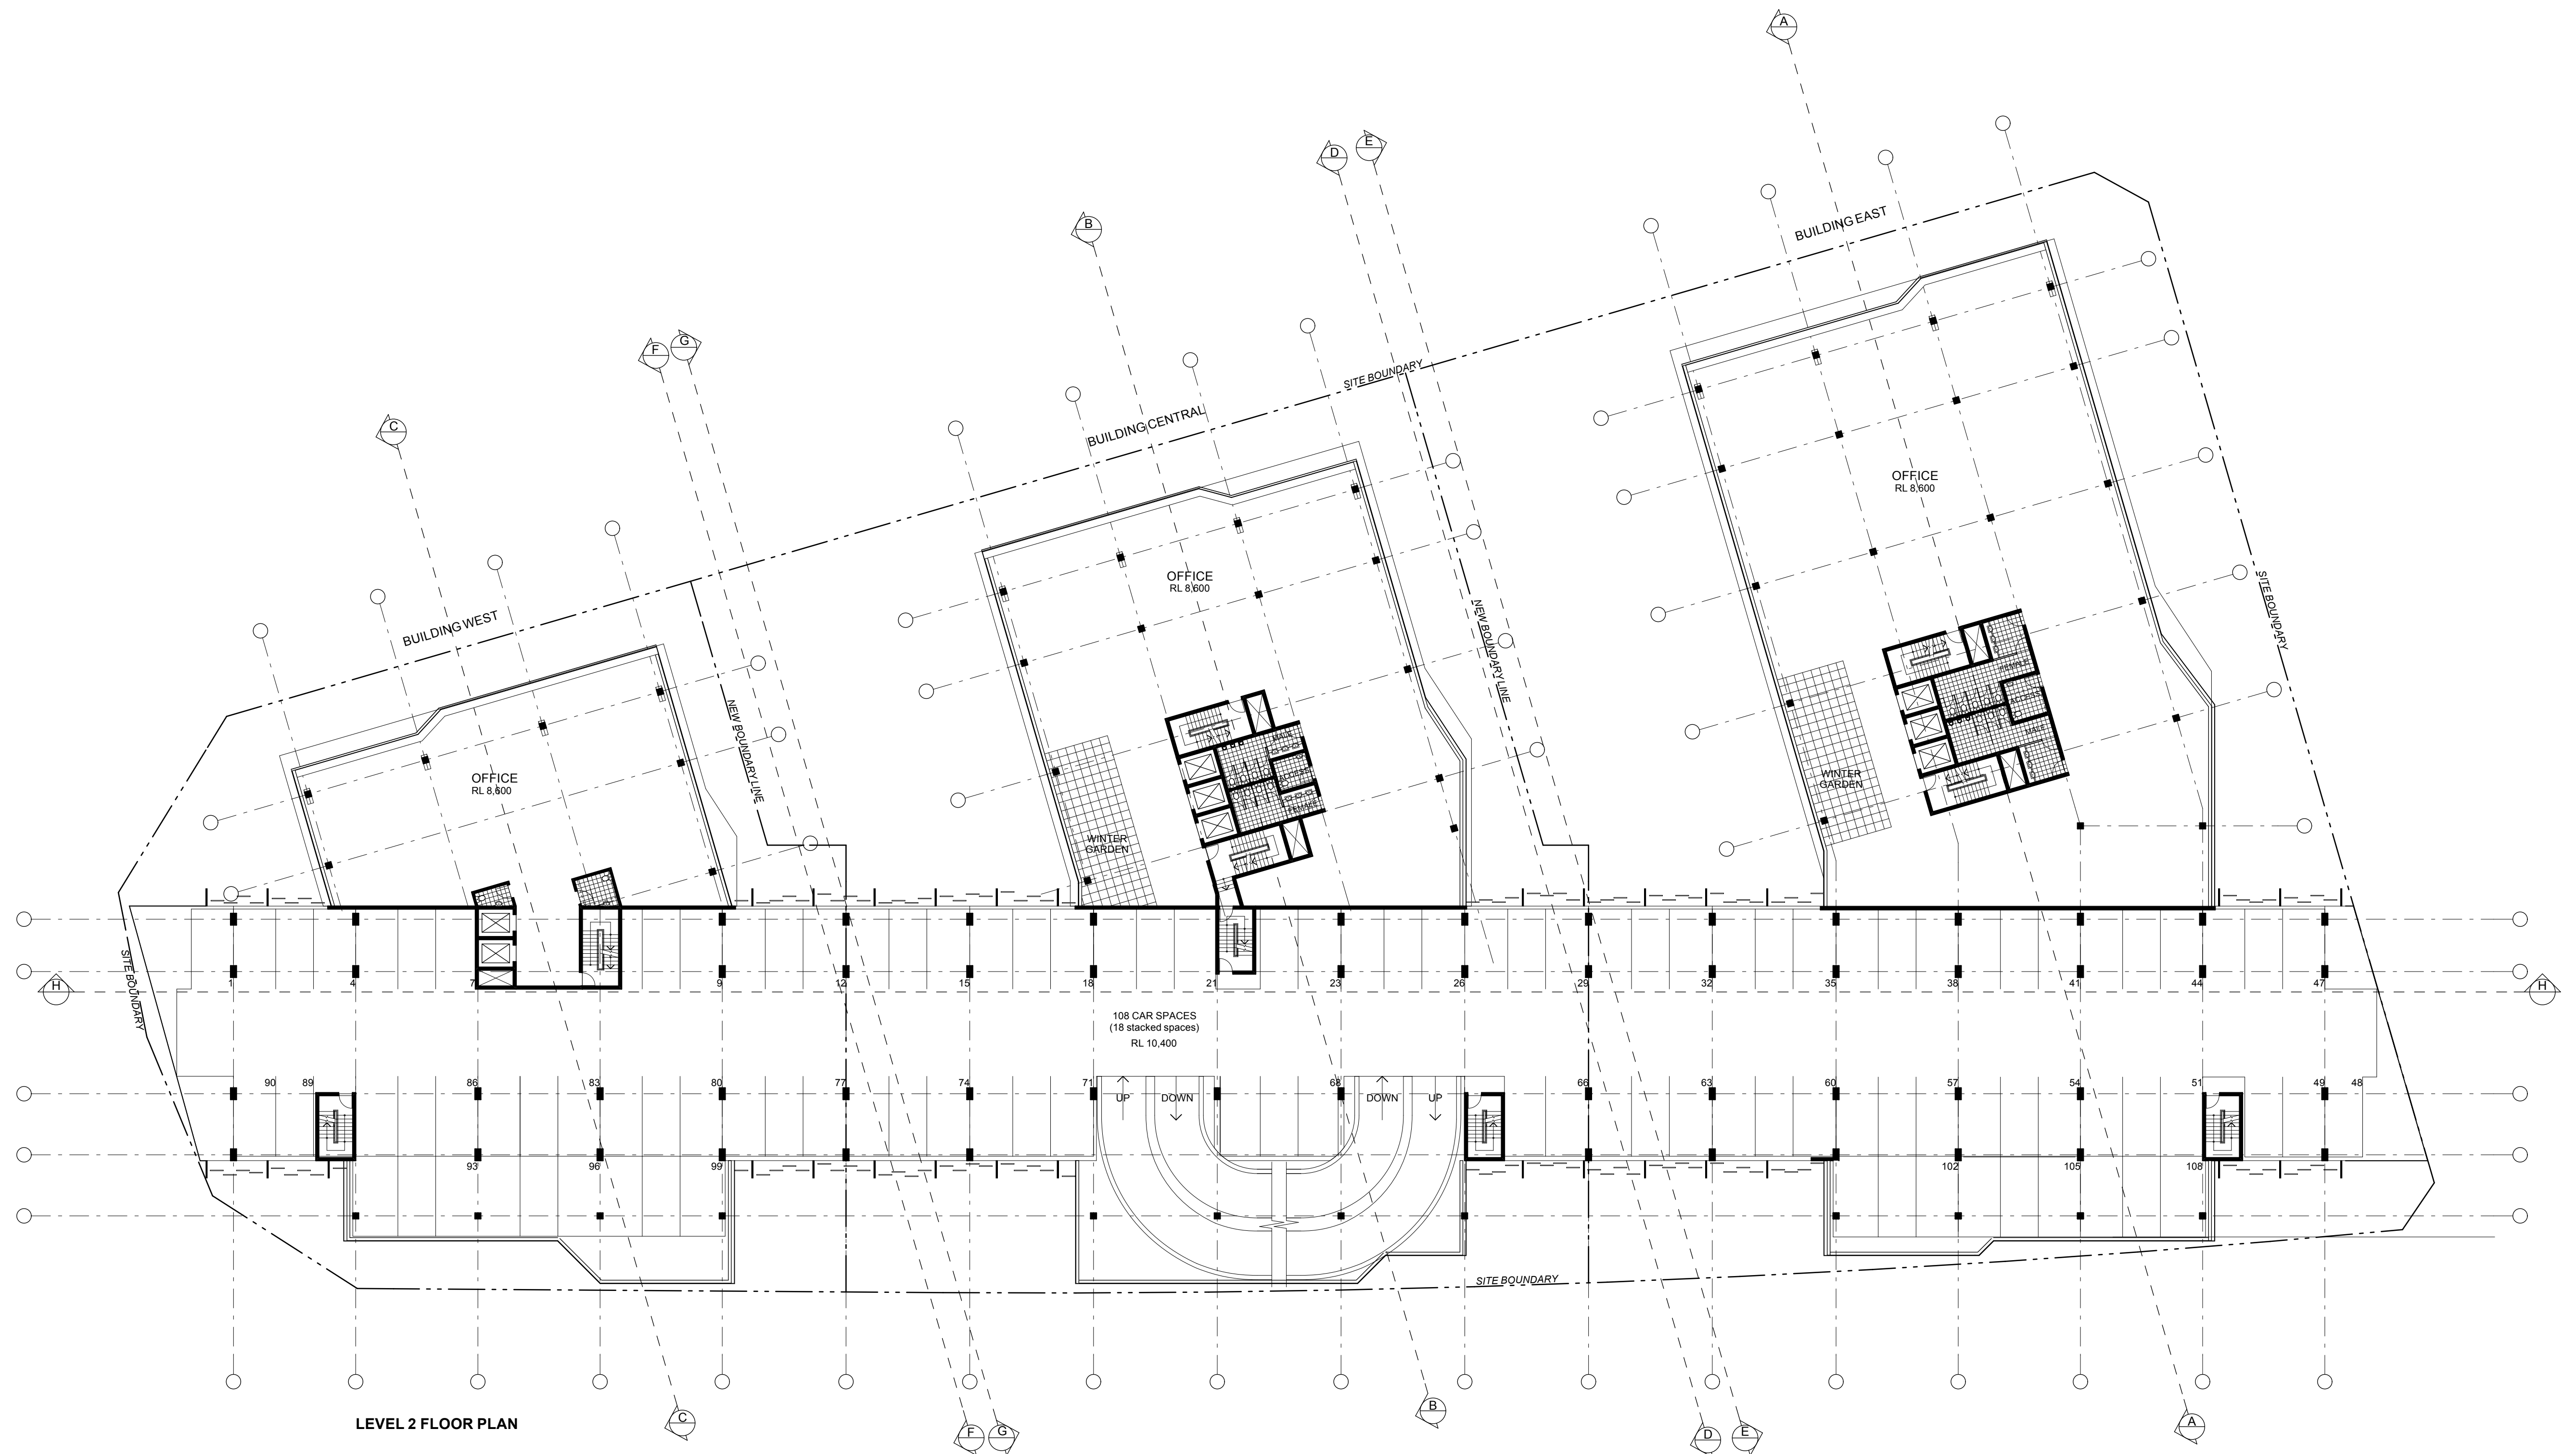 A
D
E
B
BUILDING EAST
F
G
SITE BOUNDARY
BUILDING CENTRAL
C
OFFICE
RL 8,600
OFFICE
RL 8,600
NEW BOUNDARY LINE
SITE BOUNDARY
BUILDING WEST
FEMALE
NEW BOUNDARY LINE
MALE
MALE
OFFICE
RL 8,600
WINTER
GARDEN
FEMALE
WINTER
GARDEN
SITE BOUNDARY
H
1
4
7
9
12
15
18
21
23
26
29
32
35
38
41
44
47
H
108 CAR SPACES
(18 stacked spaces)
RL 10,400
90
89
86
83
80
77
74
71
68
66
63
60
57
54
51
49
48
UP
DOWN
DOWN
UP
93
96
99
102
105
108
SITE BOUNDARY
LEVEL 2 FLOOR PLAN
C
F
G
B
D
E
A